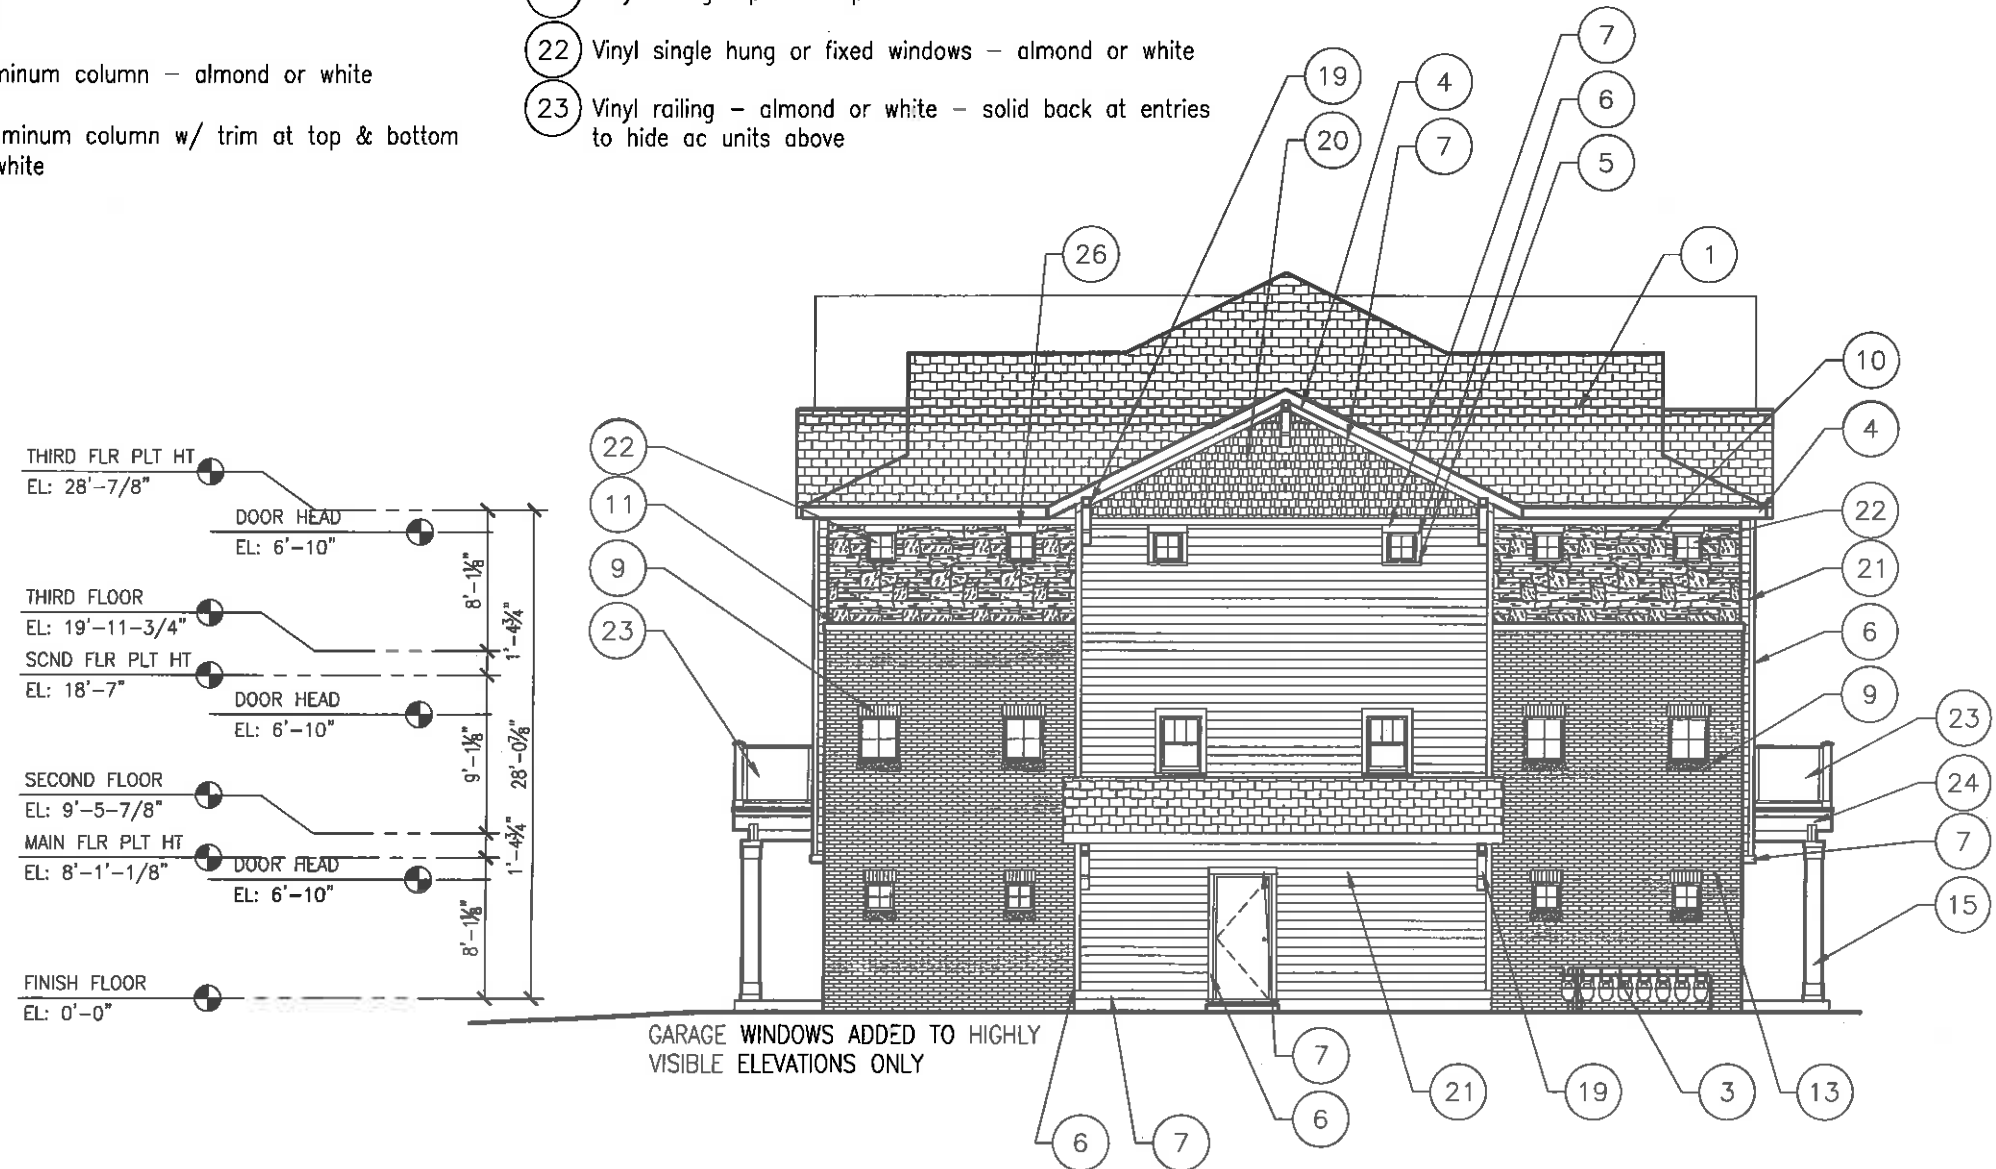 22 Vinyl single hung or fixed windows – almond or white
23 Vinyl railing – almond or white – solid back at entries
to hide ac units above
column – almond or white
column w/ trim at top & bottom
white
7
6
5
19
20
4
7
26
1
10
4
22
21
6
9
23
24
7
15
22
11
9
23
THIRD FLR PLT HT
EL: 28'-7/8"
DOOR HEAD
EL: 6'-10"
THIRD FLOOR
EL: 19'-11-3/4"
SCND FLR PLT HT
EL: 18'-7"
DOOR HEAD
EL: 6'-10"
SECOND FLOOR
EL: 9'-5-7/8"
MAIN FLR PLT HT
EL: 8'-1'-1/8"
DOOR HEAD
EL: 6'-10"
FINISH FLOOR
EL: 0'-0"
8'-1⅛"
1'-4¾"
9'-1⅛"
28'-0⅞"
1'-4¾"
8'-1⅛"
GARAGE WINDOWS ADDED TO HIGHLY
VISIBLE ELEVATIONS ONLY
7
6
6
7
21
19
3
13